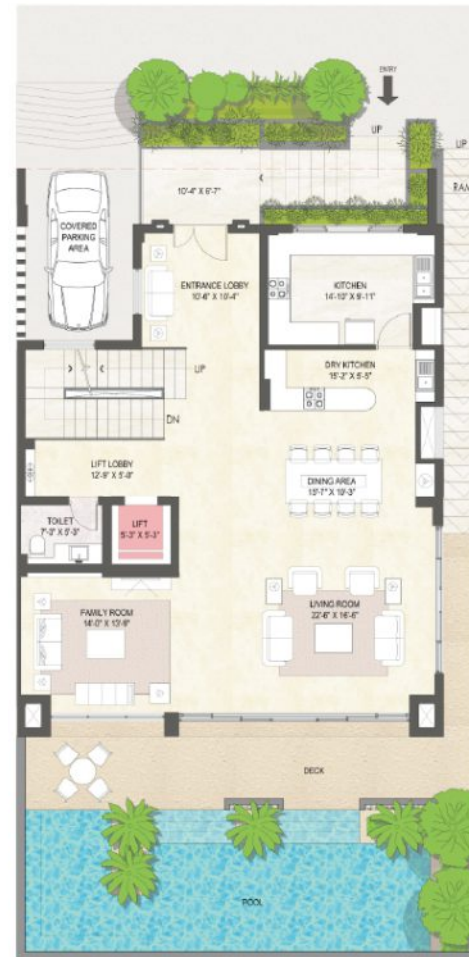 ENTRY
UP
UP
RAM
10'-4" X 6'-7"
COVERED
PARKING
AREA
ENTRANCE LOBBY
10'-6" X 10'-4"
KITCHEN
14'-10" X 9'-11"
DRY KITCHEN
15'-2" X 5'-5"
UP
DN
LIFT LOBBY
12'-9" X 5'-8"
DINING AREA
15'-7" X 10'-3"
TOILET
7'-3" X 5'-3"
LIFT
5'-3" X 5'-3"
FAMILY ROOM
14'-0" X 13'-9"
LIVING ROOM
22'-6" X 16'-6"
DECK
POOL